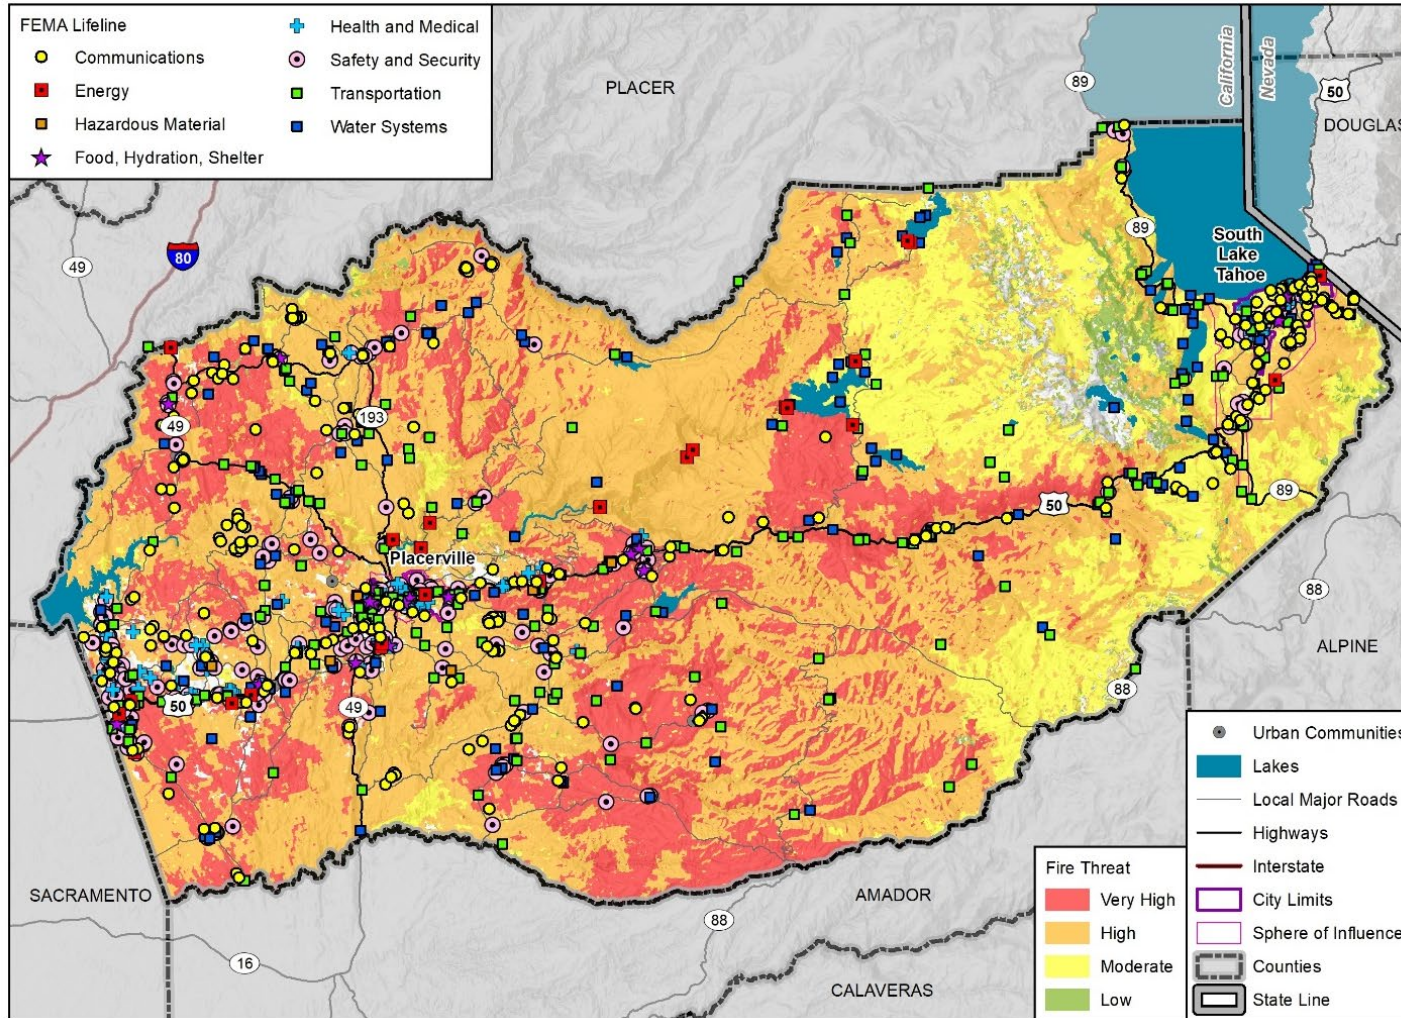 FEMA Lifeline
Communications
Energy
Hazardous Material
Food, Hydration, Shelter
Health and Medical
Safety and Security
Transportation
Water Systems
PLACER
89
California
Nevada
50
DOUGLAS
49
80
89
South
Lake
Tahoe
49
193
50
89
Placerville
88
ALPINE
50
49
88
SACRAMENTO
16
88
AMADOR
CALAVERAS
Fire Threat
Very High
High
Moderate
Low
Urban Communities
Lakes
Local Major Roads
Highways
Interstate
City Limits
Sphere of Influence
Counties
State Line